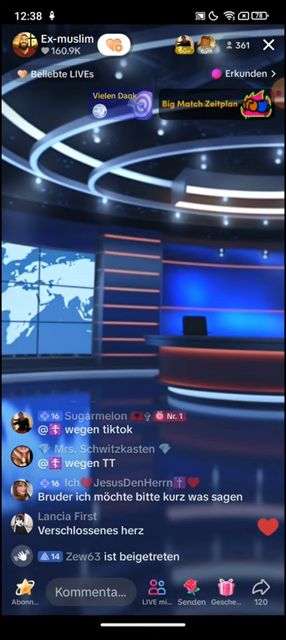 12:38
78
Ex-muslim
160.9K
60+
361
Beliebte LIVEs
Erkunden >
Vielen Dank
Big Match Zeitplan
16 Sugarmelon Nr. 1
@ wegen tiktok
Mrs. Schwitzkasten
@ wegen TT
16 Ich❤️JesusDenHerrn✝️❤️
Bruder ich möchte bitte kurz was sagen
Lancia First
Verschlossenes herz
14 Zew63 ist beigetreten
Kommenta...
Abonn...
LIVE mi...
Senden
Gesche...
120